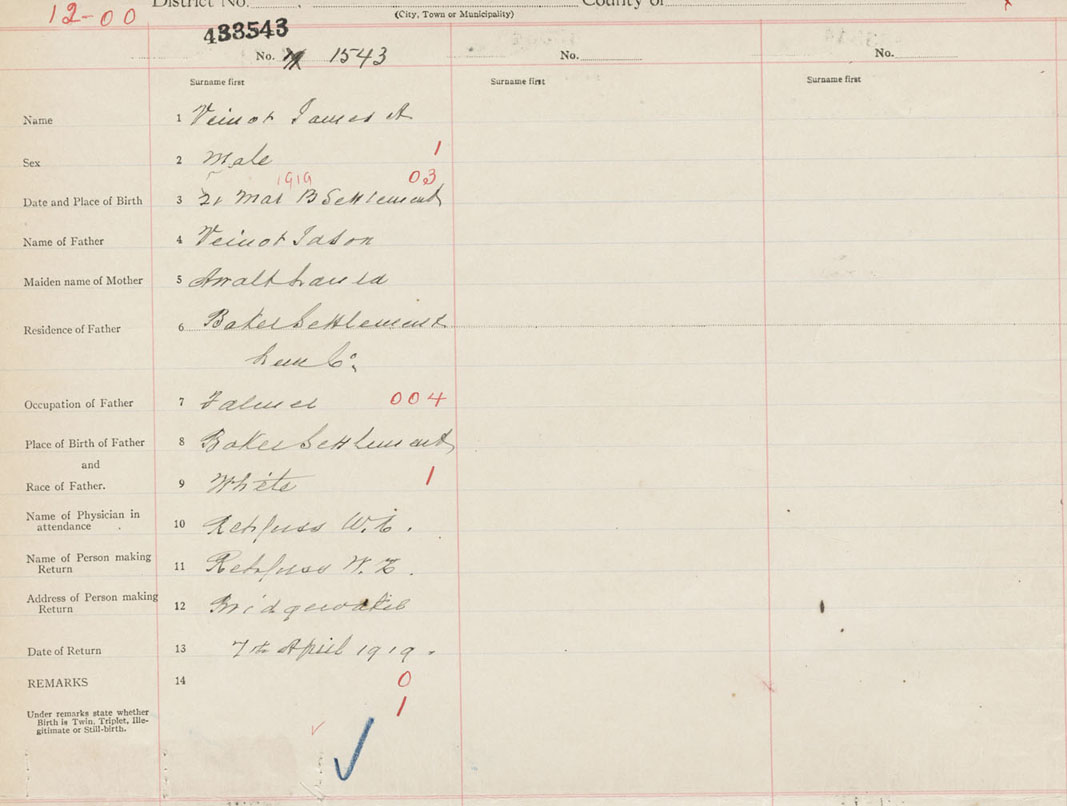 12-00
District No. County of
(City, Town or Municipality)
433543
No. 1543 No. No.
Surname first Surname first Surname first
Name 1 Veinot James A
Sex 2 Male 1
1919 03
Date and Place of Birth 3 21 Mar B Settlement
Name of Father 4 Veinot Jason
Maiden name of Mother 5
Residence of Father 6 Baker Settlement
Lun Co.
Occupation of Father 7 Farmer 004
Place of Birth of Father 8 Baker Settlement
and
Race of Father. 9 White 1
Name of Physician in
attendance . 10 Rehfuss W.
Name of Person making
Return 11 Rehfuss W.
Address of Person making
Return 12 Bridgewater
Date of Return 13 7th April 1919.
REMARKS 14 0
1
Under remarks state whether
Birth is Twin, Triplet, Ille-
gitimate or Still-birth.